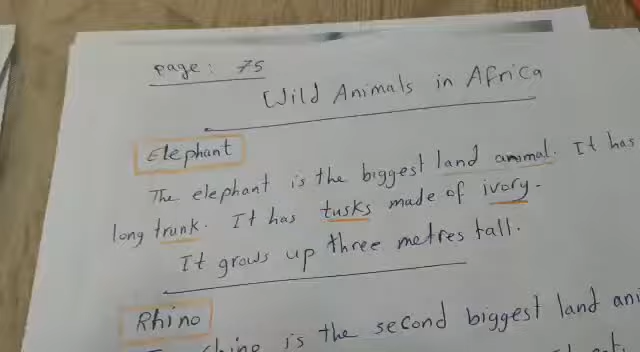 page: 75
Wild Animals in Africa
Elephant
The elephant is the biggest land animal. It has
long trunk. It has tusks made of ivory.
It grows up three metres tall.
Rhino
is the second biggest land ani